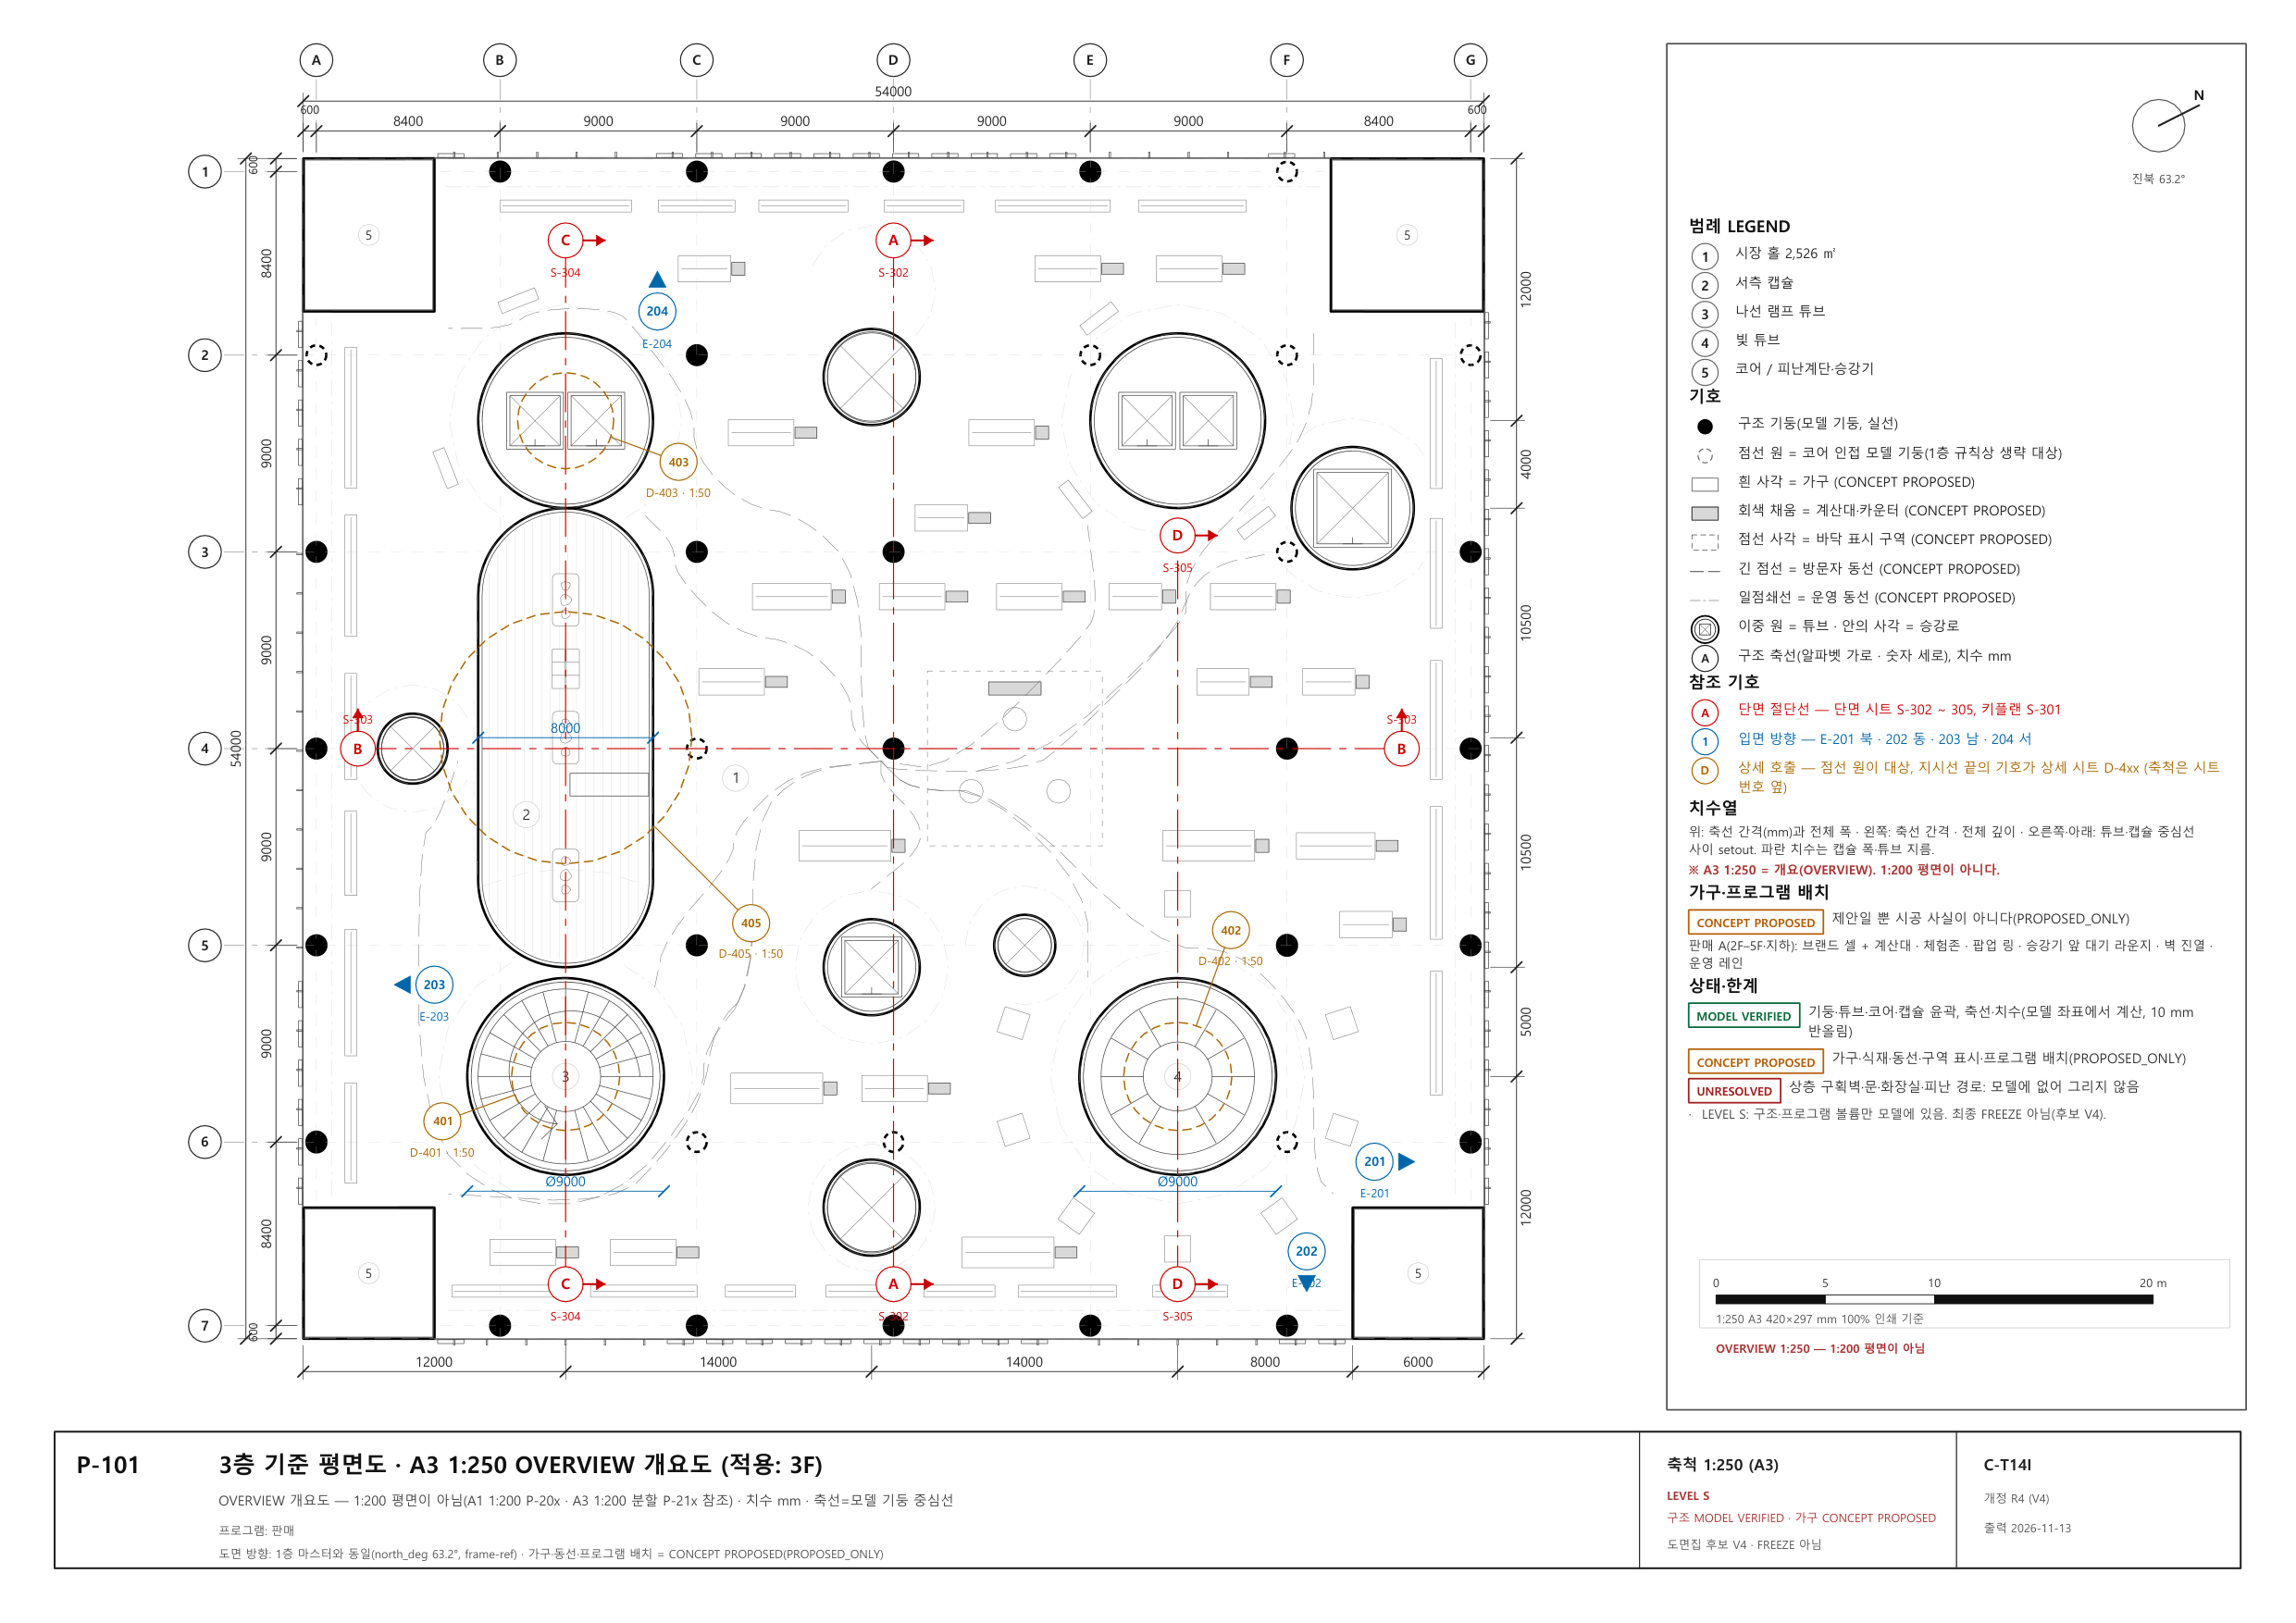 A B C D E F G
54000
600 600
8400 9000 9000 9000 9000 8400
1
600
5
5
C
A
S-304
S-302
8400
12000
204
E-204
2
403
D-403 · 1:50
9000
4000
D
S-305
3
9000
10500
8000
S-303
S-303
B
B
4
54000
1
2
9000
10500
405
D-405 · 1:50
402
D-402 · 1:50
5
203
E-203
9000
5000
3
4
401
D-401 · 1:50
6
201
E-201
Ø9000
Ø9000
12000
8400
202
E-202
5
5
C
A
D
S-304
S-302
S-305
7
600
12000 14000 14000 8000 6000
N
진북 63.2°
범례 LEGEND
1 시장 홀 2,526 ㎡
2 서측 캡슐
3 나선 램프 튜브
4 빛 튜브
5 코어 / 피난계단·승강기
기호
구조 기둥(모델 기둥, 실선)
점선 원 = 코어 인접 모델 기둥(1층 규칙상 생략 대상)
흰 사각 = 가구 (CONCEPT PROPOSED)
회색 채움 = 계산대·카운터 (CONCEPT PROPOSED)
점선 사각 = 바닥 표시 구역 (CONCEPT PROPOSED)
긴 점선 = 방문자 동선 (CONCEPT PROPOSED)
일점쇄선 = 운영 동선 (CONCEPT PROPOSED)
이중 원 = 튜브 · 안의 사각 = 승강로
A 구조 축선(알파벳 가로 · 숫자 세로), 치수 mm
참조 기호
A 단면 절단선 — 단면 시트 S-302 ~ 305, 키플랜 S-301
1 입면 방향 — E-201 북 · 202 동 · 203 남 · 204 서
D 상세 호출 — 점선 원이 대상, 지시선 끝의 기호가 상세 시트 D-4xx (축척은 시트
번호 옆)
치수열
위: 축선 간격(mm)과 전체 폭 · 왼쪽: 축선 간격 · 전체 깊이 · 오른쪽·아래: 튜브·캡슐 중심선
사이 setout. 파란 치수는 캡슐 폭·튜브 지름.
※ A3 1:250 = 개요(OVERVIEW). 1:200 평면이 아니다.
가구·프로그램 배치
CONCEPT PROPOSED 제안일 뿐 시공 사실이 아니다(PROPOSED_ONLY)
판매 A(2F–5F·지하): 브랜드 셀 + 계산대 · 체험존 · 팝업 링 · 승강기 앞 대기 라운지 · 벽 진열 ·
운영 레인
상태·한계
MODEL VERIFIED 기둥·튜브·코어·캡슐 윤곽, 축선·치수(모델 좌표에서 계산, 10 mm
반올림)
CONCEPT PROPOSED 가구·식재·동선·구역 표시·프로그램 배치(PROPOSED_ONLY)
UNRESOLVED 상층 구획벽·문·화장실·피난 경로: 모델에 없어 그리지 않음
· LEVEL S: 구조·프로그램 볼륨만 모델에 있음. 최종 FREEZE 아님(후보 V4).
0 5 10 20 m
1:250 A3 420×297 mm 100% 인쇄 기준
OVERVIEW 1:250 — 1:200 평면이 아님
P-101
3층 기준 평면도 · A3 1:250 OVERVIEW 개요도 (적용: 3F)
OVERVIEW 개요도 — 1:200 평면이 아님(A1 1:200 P-20x · A3 1:200 분할 P-21x 참조) · 치수 mm · 축선=모델 기둥 중심선
프로그램: 판매
도면 방향: 1층 마스터와 동일(north_deg 63.2°, frame-ref) · 가구·동선·프로그램 배치 = CONCEPT PROPOSED(PROPOSED_ONLY)
축척 1:250 (A3)
LEVEL S
구조 MODEL VERIFIED · 가구 CONCEPT PROPOSED
도면집 후보 V4 · FREEZE 아님
C-T14I
개정 R4 (V4)
출력 2026-11-13